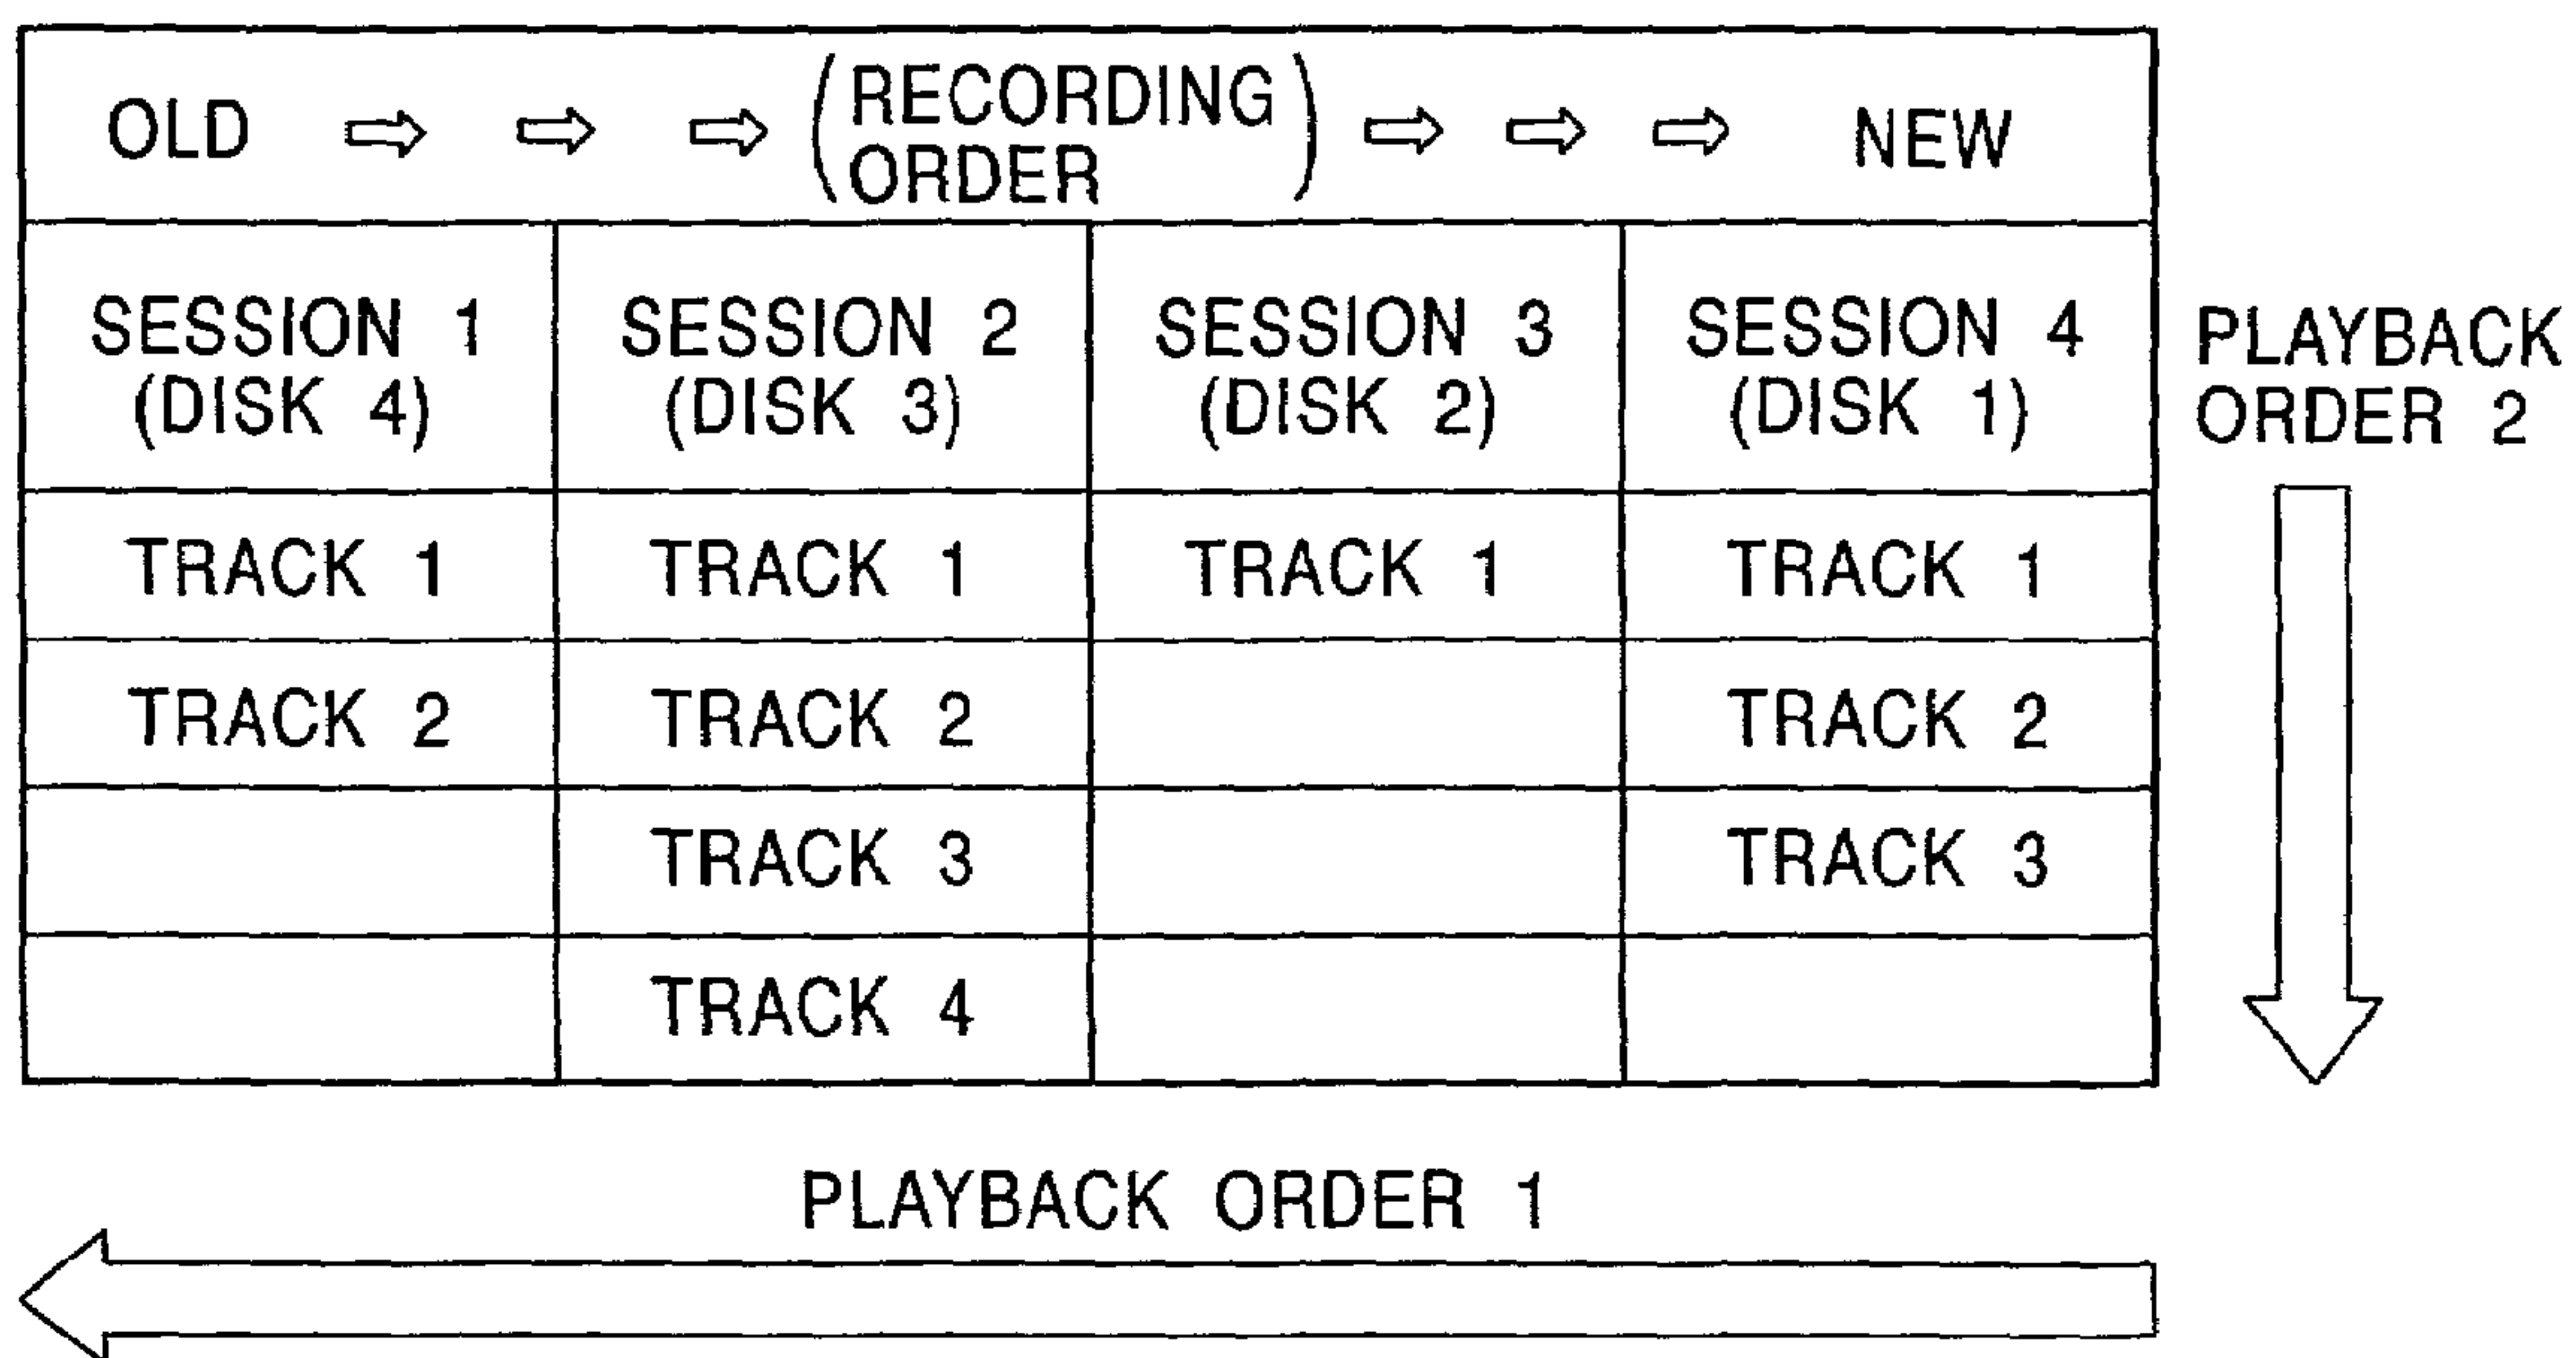 OLD ⇨ ⇨ ⇨ (RECORDING ORDER) ⇨ ⇨ ⇨ NEW
SESSION 1 SESSION 2 SESSION 3 SESSION 4
(DISK 4) (DISK 3) (DISK 2) (DISK 1)
PLAYBACK
ORDER 2
TRACK 1 TRACK 1 TRACK 1 TRACK 1
TRACK 2 TRACK 2 TRACK 2
TRACK 3 TRACK 3
TRACK 4
PLAYBACK ORDER 1